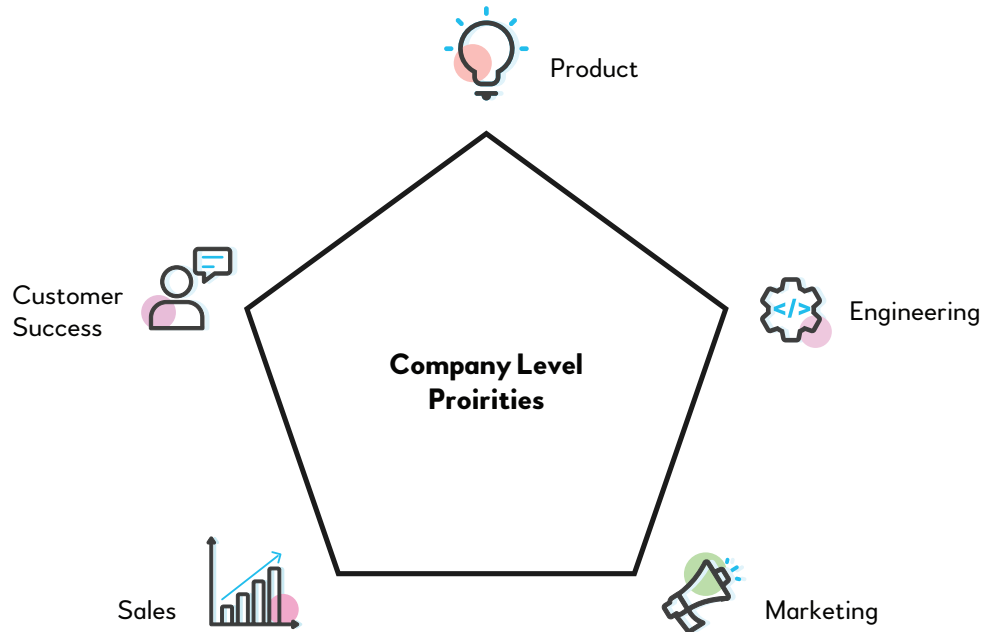 Product
Customer
Success
Engineering
</>
Company Level
Proirities
Sales
Marketing